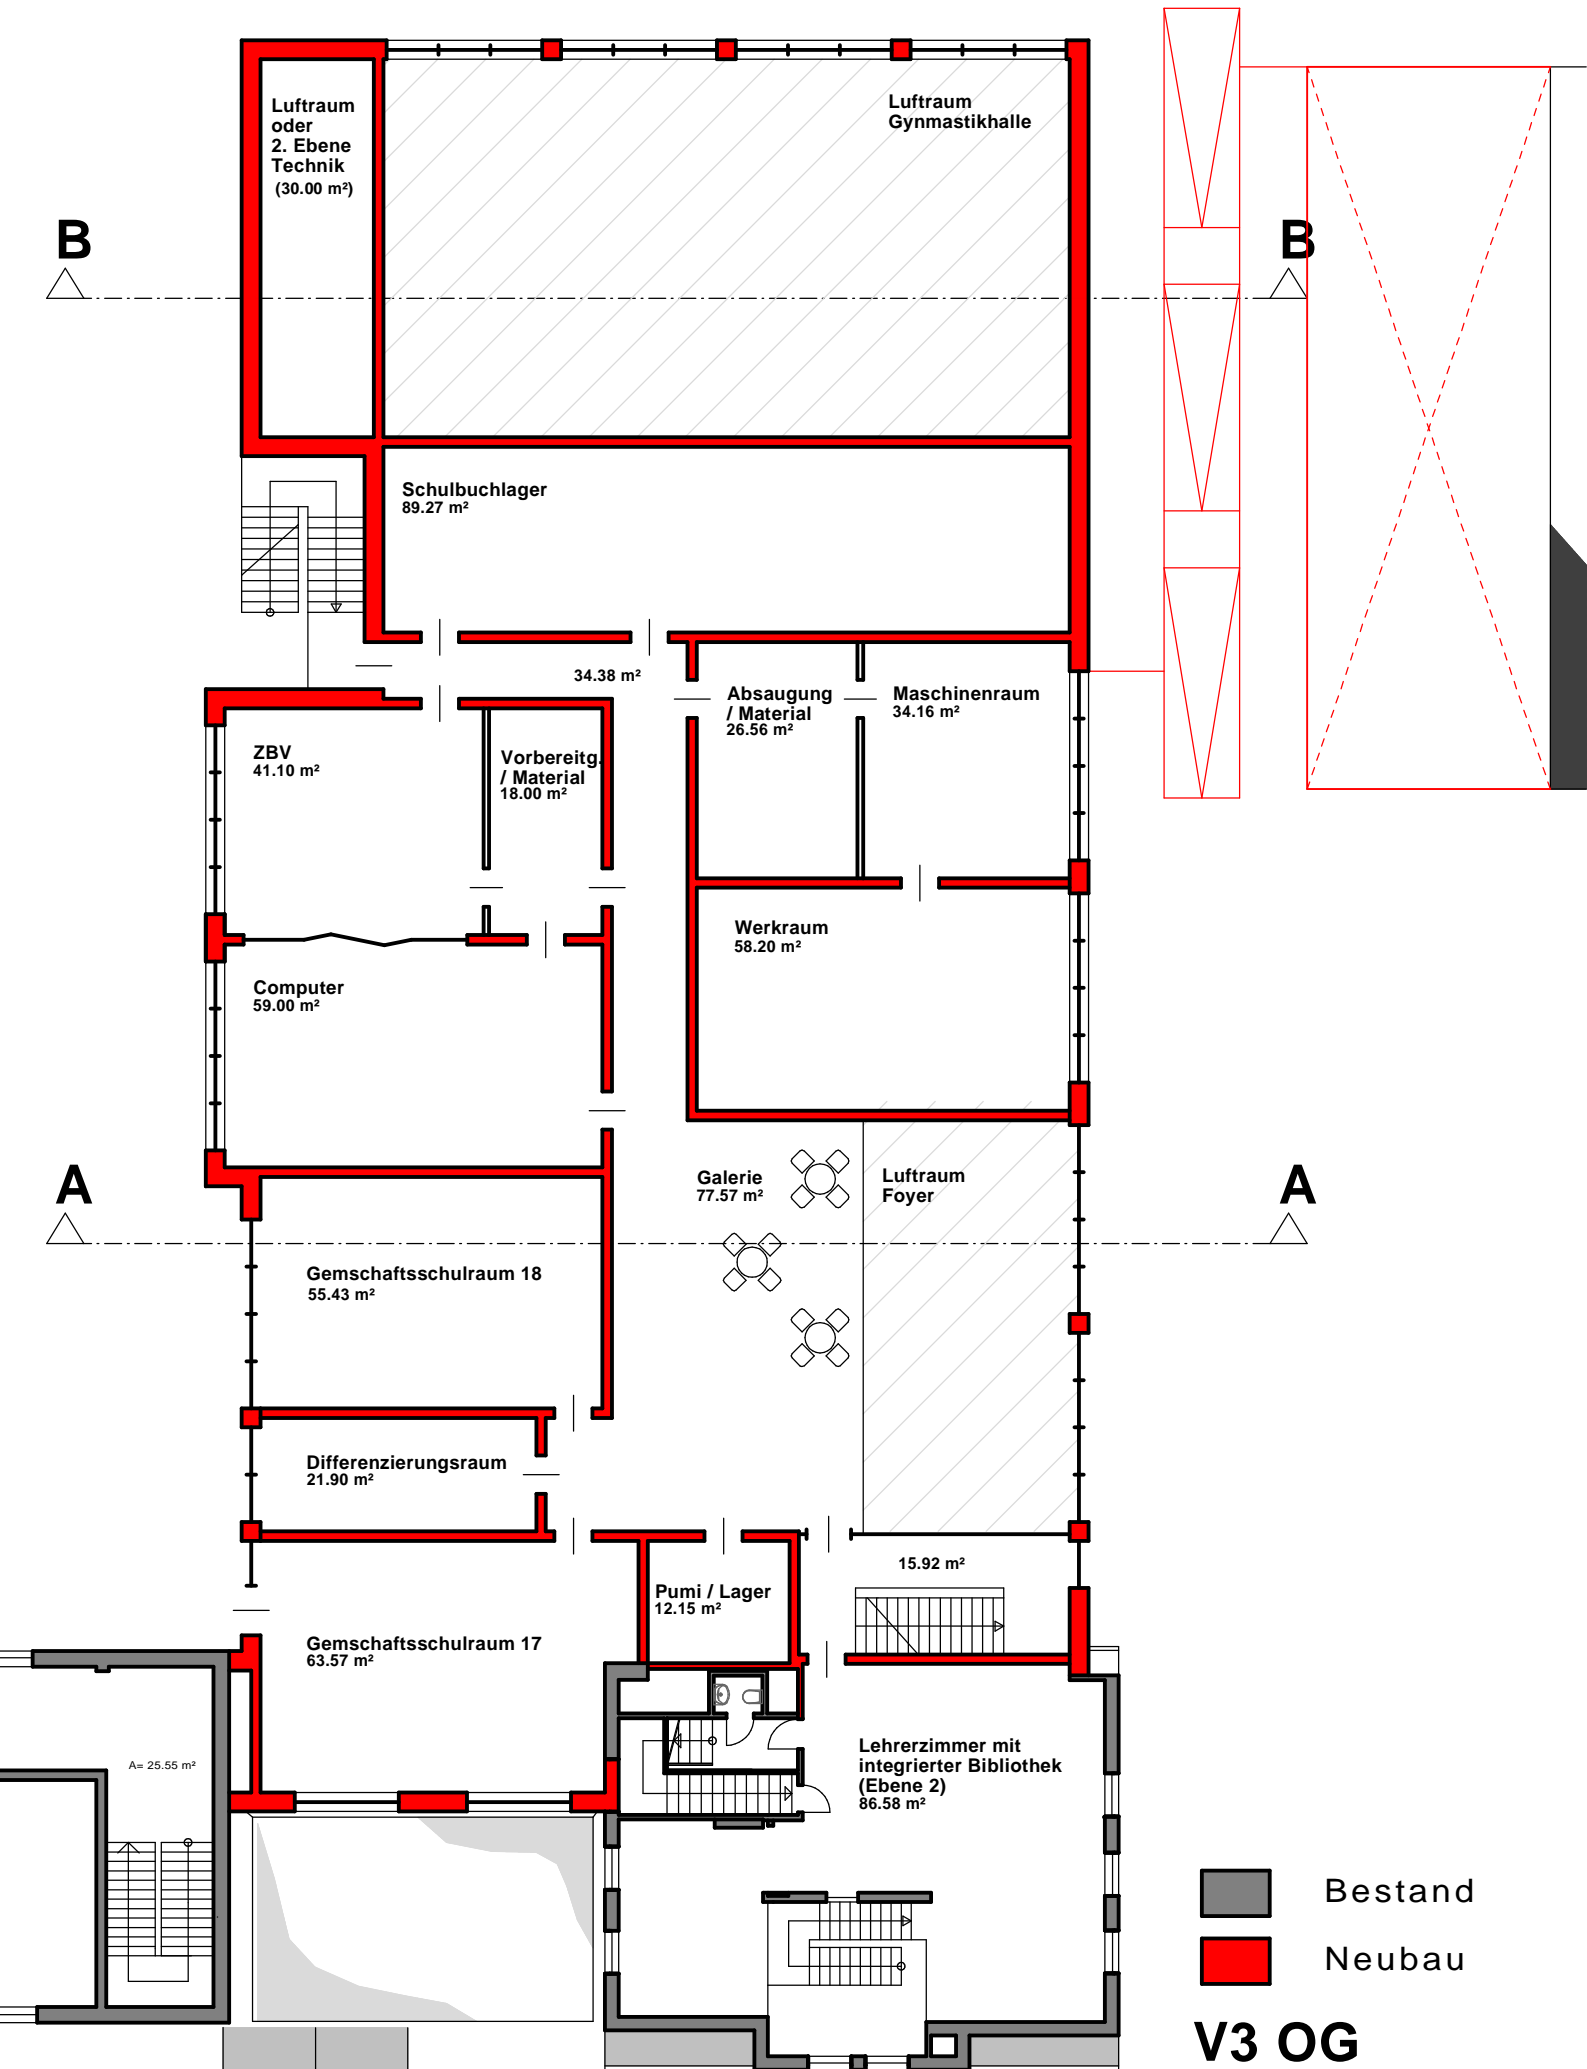 Luftraum
oder
2. Ebene
Technik
(30.00 m²)
Luftraum
Gynmastikhalle
B
B
Schulbuchlager
89.27 m²
34.38 m²
Absaugung
/ Material
26.56 m²
Maschinenraum
34.16 m²
ZBV
41.10 m²
Vorbereitg.
/ Material
18.00 m²
Werkraum
58.20 m²
Computer
59.00 m²
A
A
Galerie
77.57 m²
Luftraum
Foyer
Gemschaftsschulraum 18
55.43 m²
Differenzierungsraum
21.90 m²
15.92 m²
Pumi / Lager
12.15 m²
Gemschaftsschulraum 17
63.57 m²
A= 25.55 m²
Lehrerzimmer mit
integrierter Bibliothek
(Ebene 2)
86.58 m²
Bestand
Neubau
V3 OG